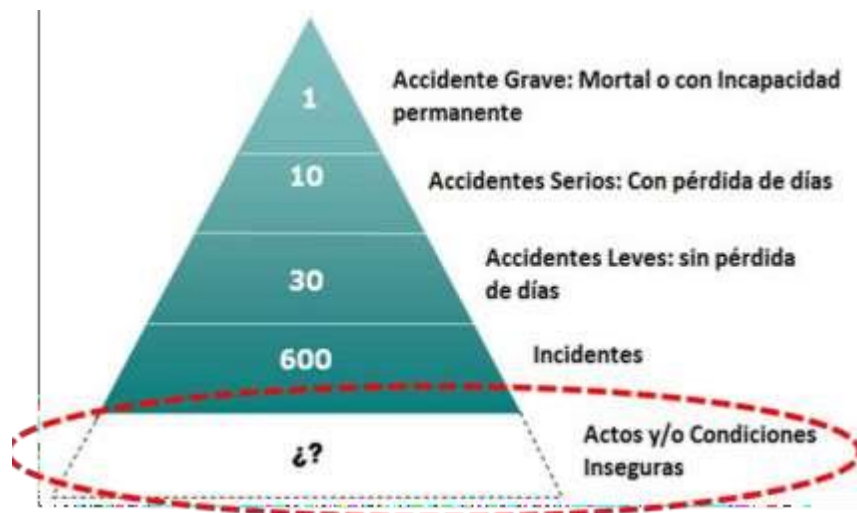 1
Accidente Grave: Mortal o con Incapacidad
permanente
10
Accidentes Serios: Con pérdida de días
30
Accidentes Leves: sin pérdida
de días
600
Incidentes
¿?
Actos y/o Condiciones
Inseguras